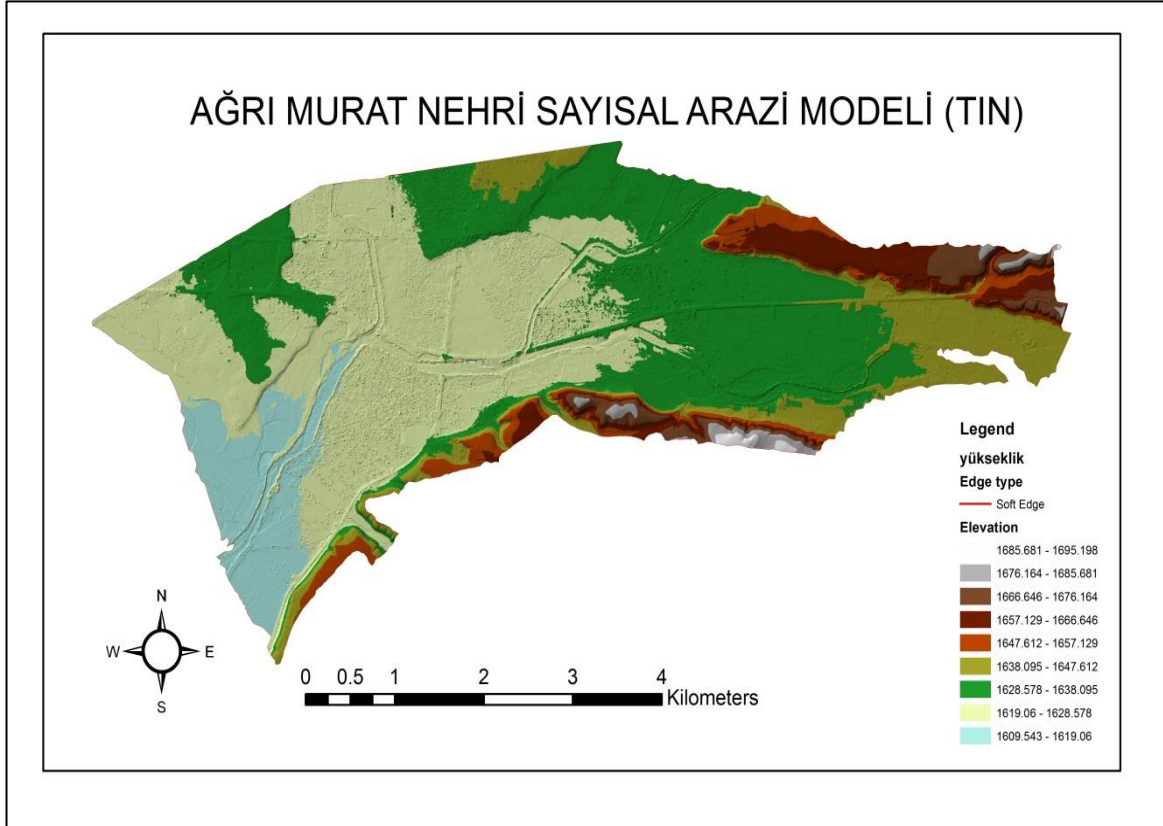 AĞRI MURAT NEHRİ SAYISAL ARAZİ MODELİ (TIN)
Legend
yükseklik
Edge type
Soft Edge
Elevation
1685.681 - 1695.198
1676.164 - 1685.681
1666.646 - 1676.164
1657.129 - 1666.646
1647.612 - 1657.129
1638.095 - 1647.612
1628.578 - 1638.095
1619.06 - 1628.578
1609.543 - 1619.06
N
W E
S
0 0.5 1 2 3 4
Kilometers